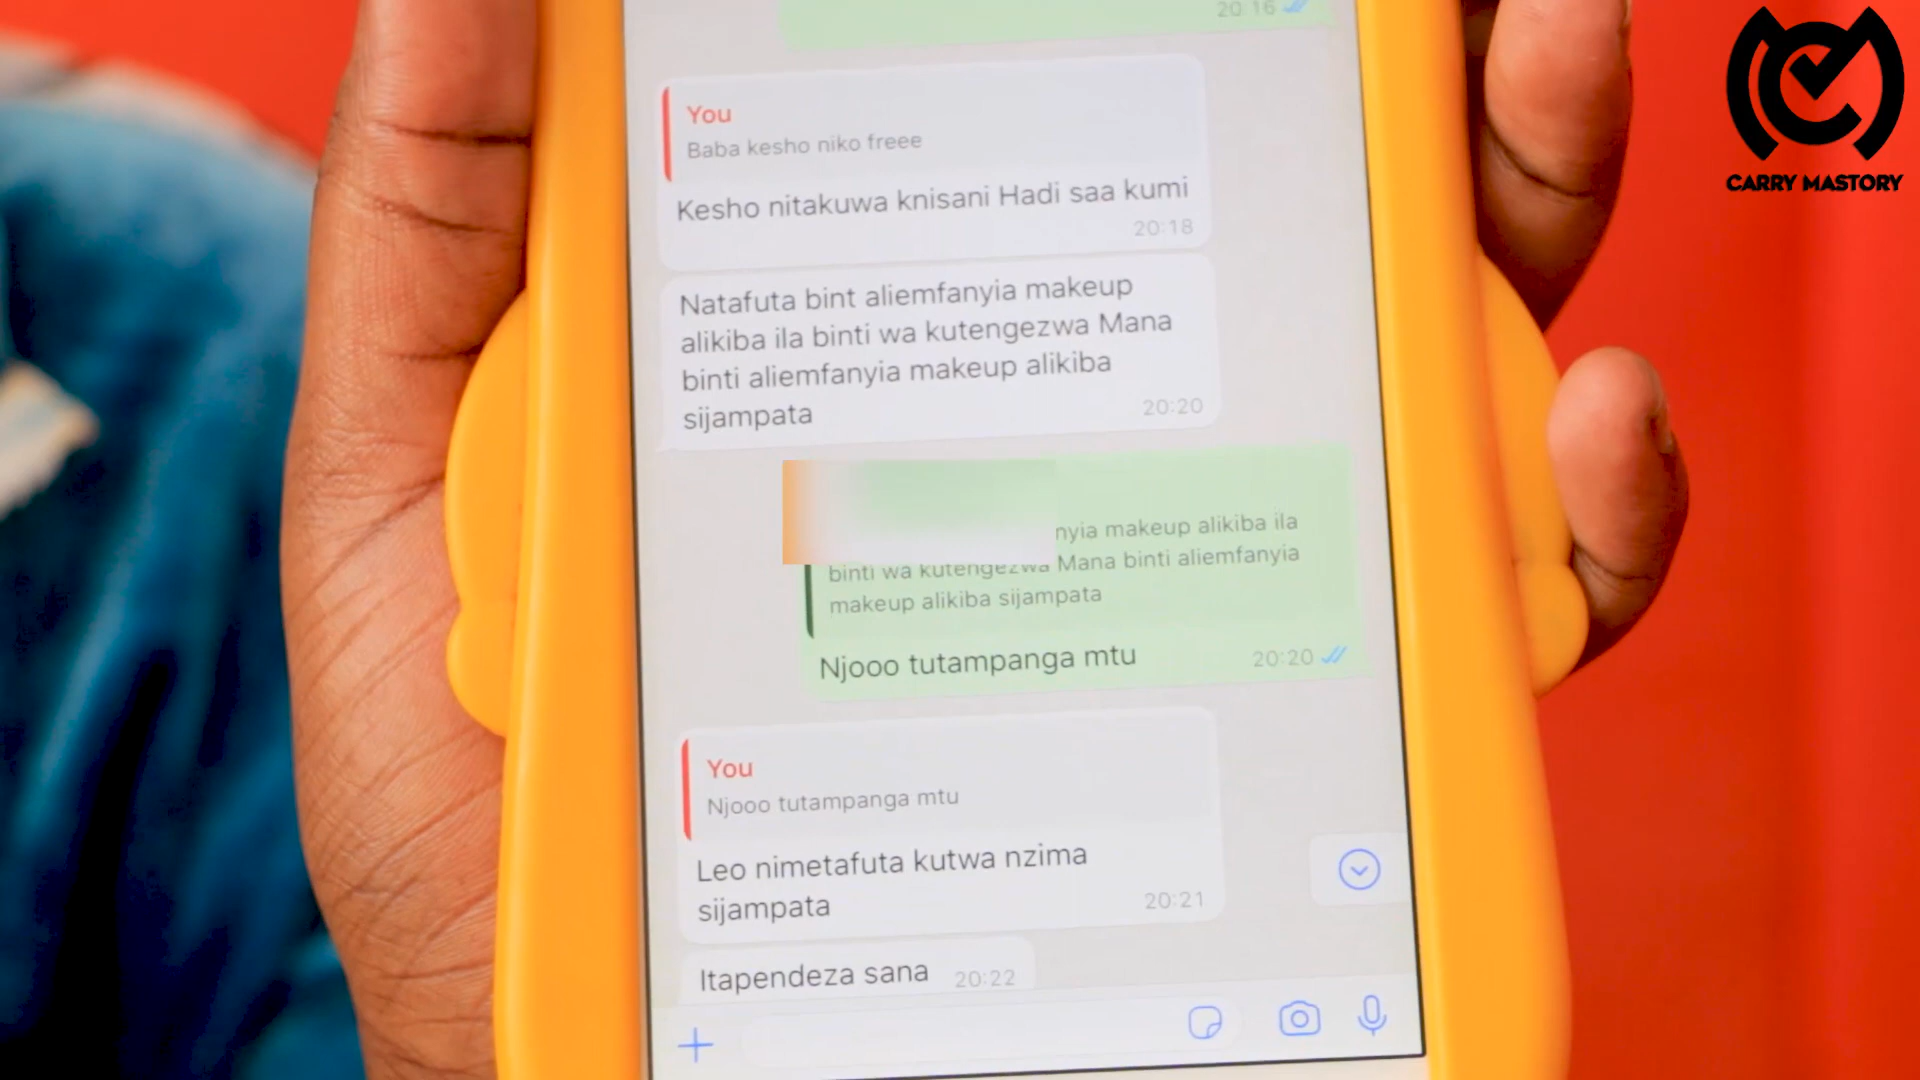 20:16
You
Baba kesho niko freee
Kesho nitakuwa knisani Hadi saa kumi
20:18
Natafuta bint aliemfanyia makeup
alikiba ila binti wa kutengezwa Mana
binti aliemfanyia makeup alikiba
sijampata
20:20
nyia makeup alikiba ila
binti wa kutengezwa Mana binti aliemfanyia
makeup alikiba sijampata
Njooo tutampanga mtu
20:20
You
Njooo tutampanga mtu
Leo nimetafuta kutwa nzima
sijampata
20:21
Itapendeza sana
20:22
CARRY MASTORY